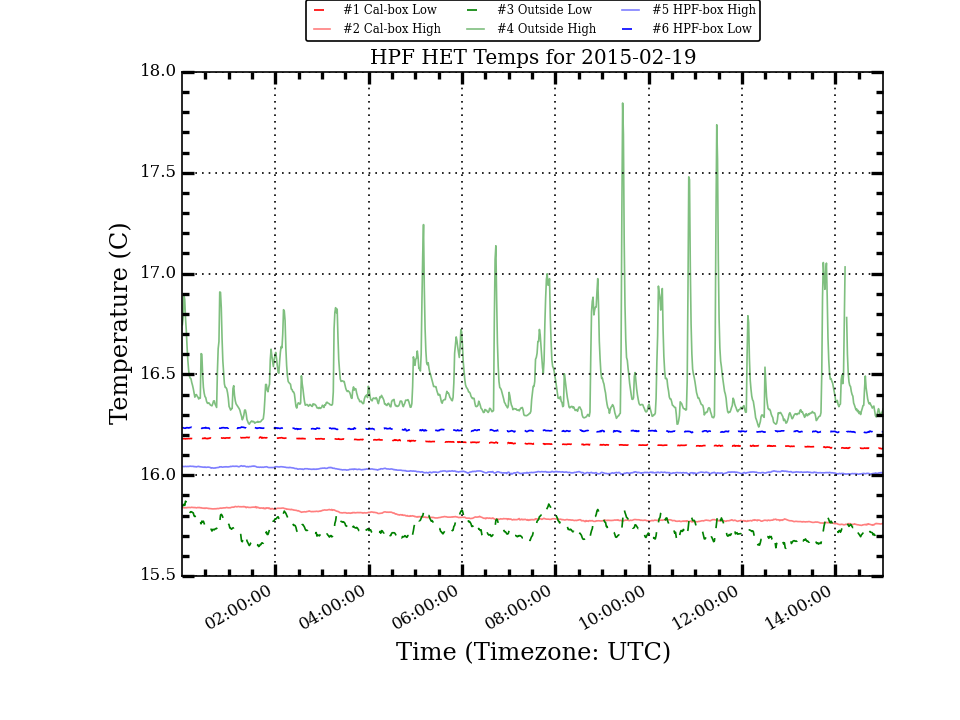 #1 Cal-box Low #3 Outside Low #5 HPF-box High
#2 Cal-box High #4 Outside High #6 HPF-box Low
HPF HET Temps for 2015-02-19
18.0
17.5
17.0
16.5
16.0
15.5
Temperature (C)
02:00:00 04:00:00 06:00:00 08:00:00 10:00:00 12:00:00 14:00:00
Time (Timezone: UTC)